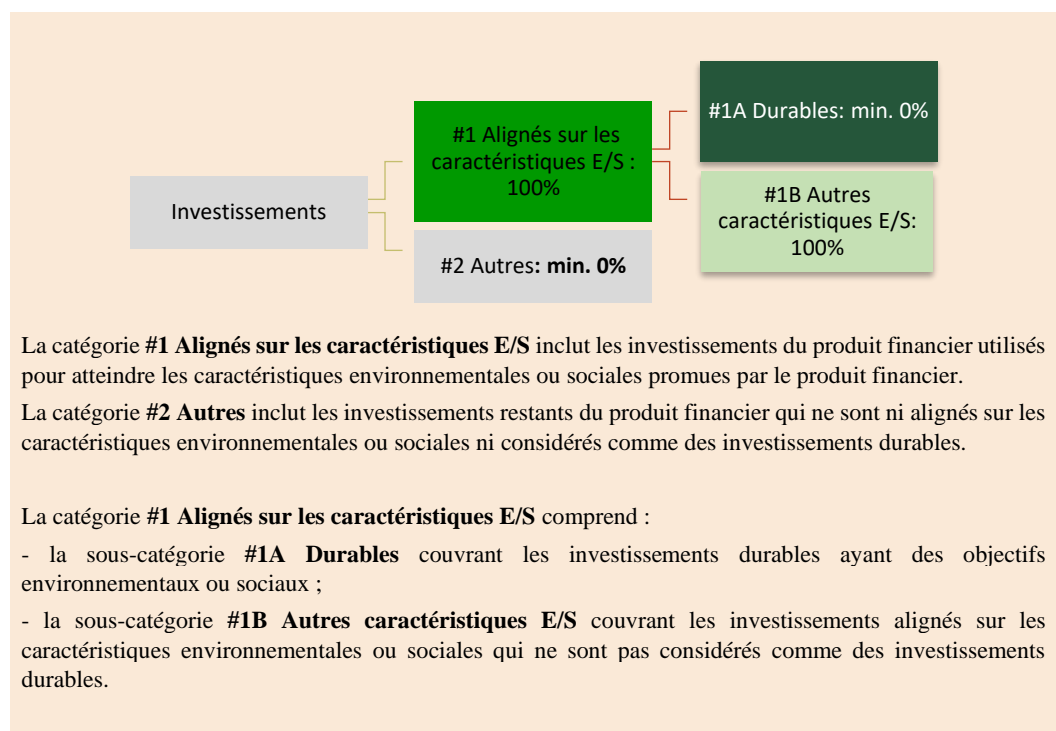 #1A Durables: min. 0%
#1 Alignés sur les
caractéristiques E/S :
100%
#1B Autres
caractéristiques E/S:
100%
Investissements
#2 Autres: min. 0%
La catégorie #1 Alignés sur les caractéristiques E/S inclut les investissements du produit financier utilisés
pour atteindre les caractéristiques environnementales ou sociales promues par le produit financier.
La catégorie #2 Autres inclut les investissements restants du produit financier qui ne sont ni alignés sur les
caractéristiques environnementales ou sociales ni considérés comme des investissements durables.
La catégorie #1 Alignés sur les caractéristiques E/S comprend :
- la sous-catégorie #1A Durables couvrant les investissements durables ayant des objectifs
environnementaux ou sociaux ;
- la sous-catégorie #1B Autres caractéristiques E/S couvrant les investissements alignés sur les
caractéristiques environnementales ou sociales qui ne sont pas considérés comme des investissements
durables.